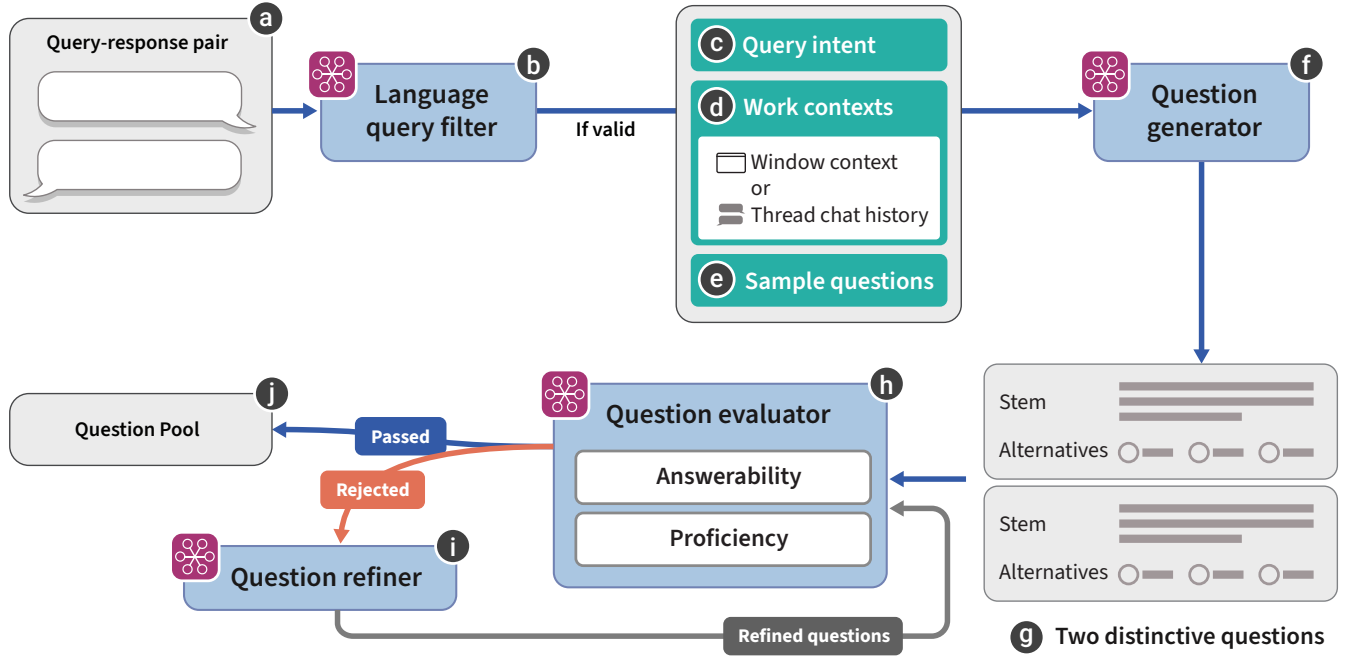 a
Query-response pair
b
Language
query filter
If valid
c
Query intent
d
Work contexts
Window context
or
Thread chat history
e
Sample questions
f
Question
generator
Stem
Alternatives
Stem
Alternatives
g
Two distinctive questions
h
Question evaluator
Answerability
Proficiency
Passed
Rejected
j
Question Pool
i
Question refiner
Refined questions